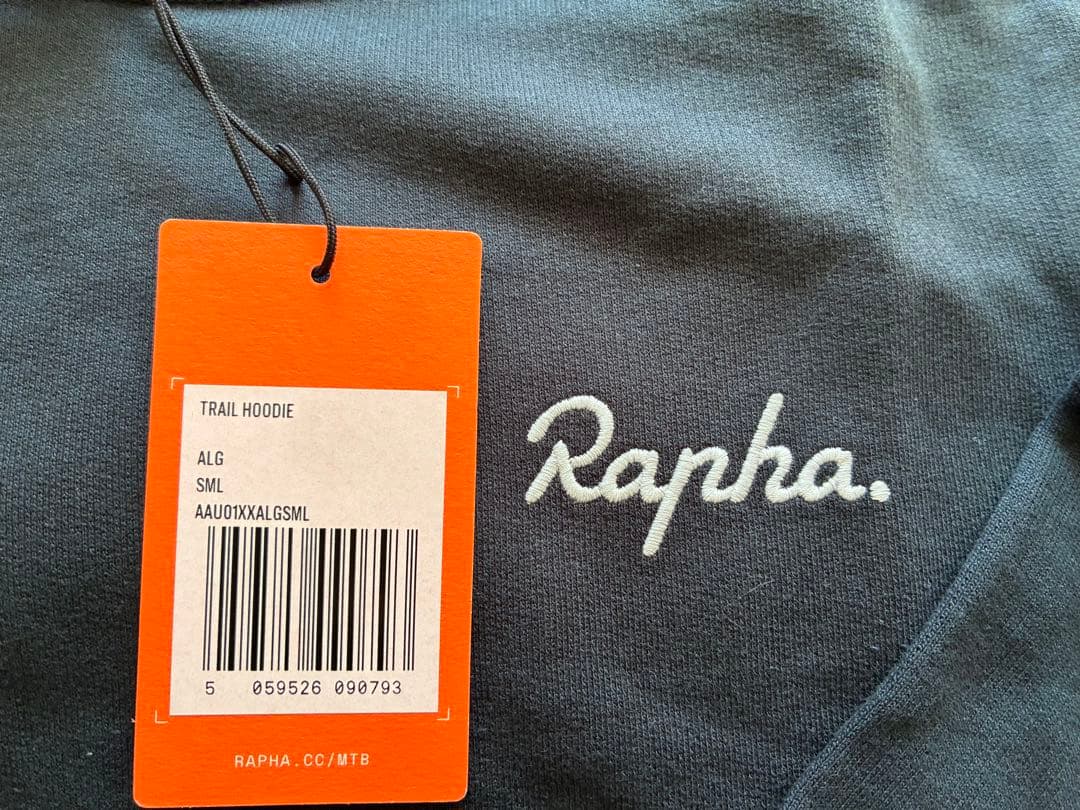 TRAIL HOODIE
ALG
SML
AAU01XXALGSML
5 059526 090793
RAPHA.CC/MTB
Rapha.